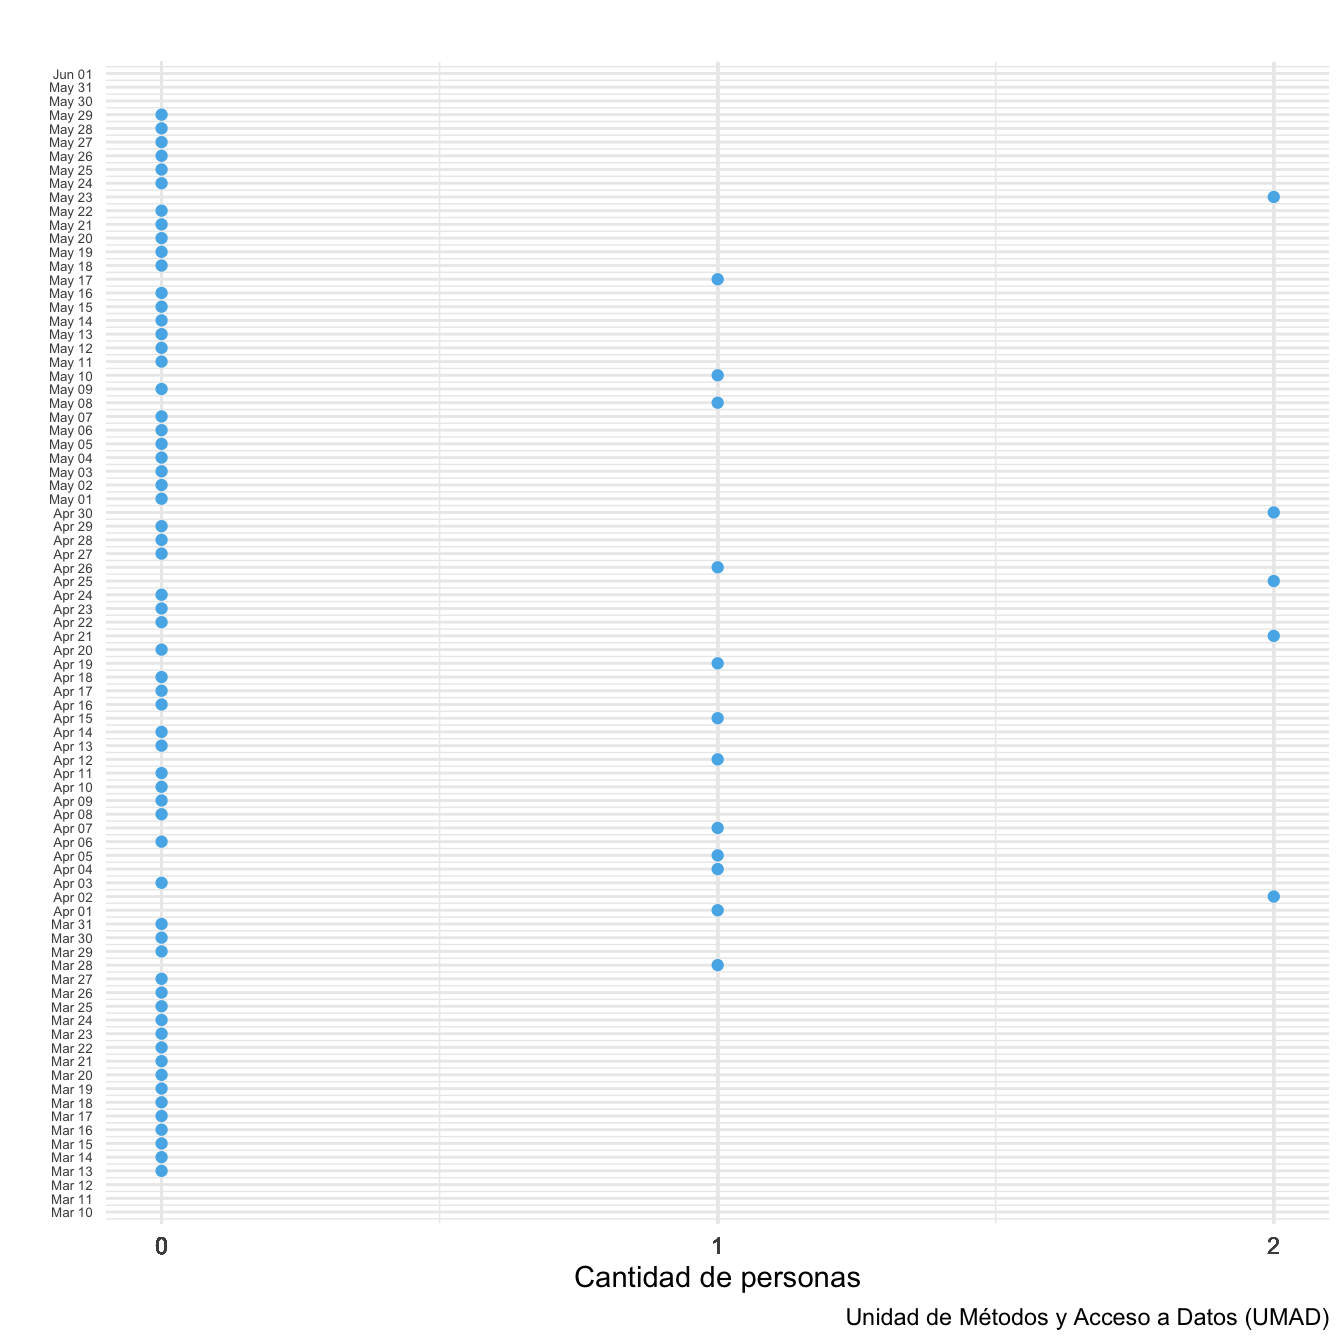 Jun 01
May 31
May 30
May 29
May 28
May 27
May 26
May 25
May 24
May 23
May 22
May 21
May 20
May 19
May 18
May 17
May 16
May 15
May 14
May 13
May 12
May 11
May 10
May 09
May 08
May 07
May 06
May 05
May 04
May 03
May 02
May 01
Apr 30
Apr 29
Apr 28
Apr 27
Apr 26
Apr 25
Apr 24
Apr 23
Apr 22
Apr 21
Apr 20
Apr 19
Apr 18
Apr 17
Apr 16
Apr 15
Apr 14
Apr 13
Apr 12
Apr 11
Apr 10
Apr 09
Apr 08
Apr 07
Apr 06
Apr 05
Apr 04
Apr 03
Apr 02
Apr 01
Mar 31
Mar 30
Mar 29
Mar 28
Mar 27
Mar 26
Mar 25
Mar 24
Mar 23
Mar 22
Mar 21
Mar 20
Mar 19
Mar 18
Mar 17
Mar 16
Mar 15
Mar 14
Mar 13
Mar 12
Mar 11
Mar 10
0 1 2
Cantidad de personas
Unidad de Métodos y Acceso a Datos (UMAD)